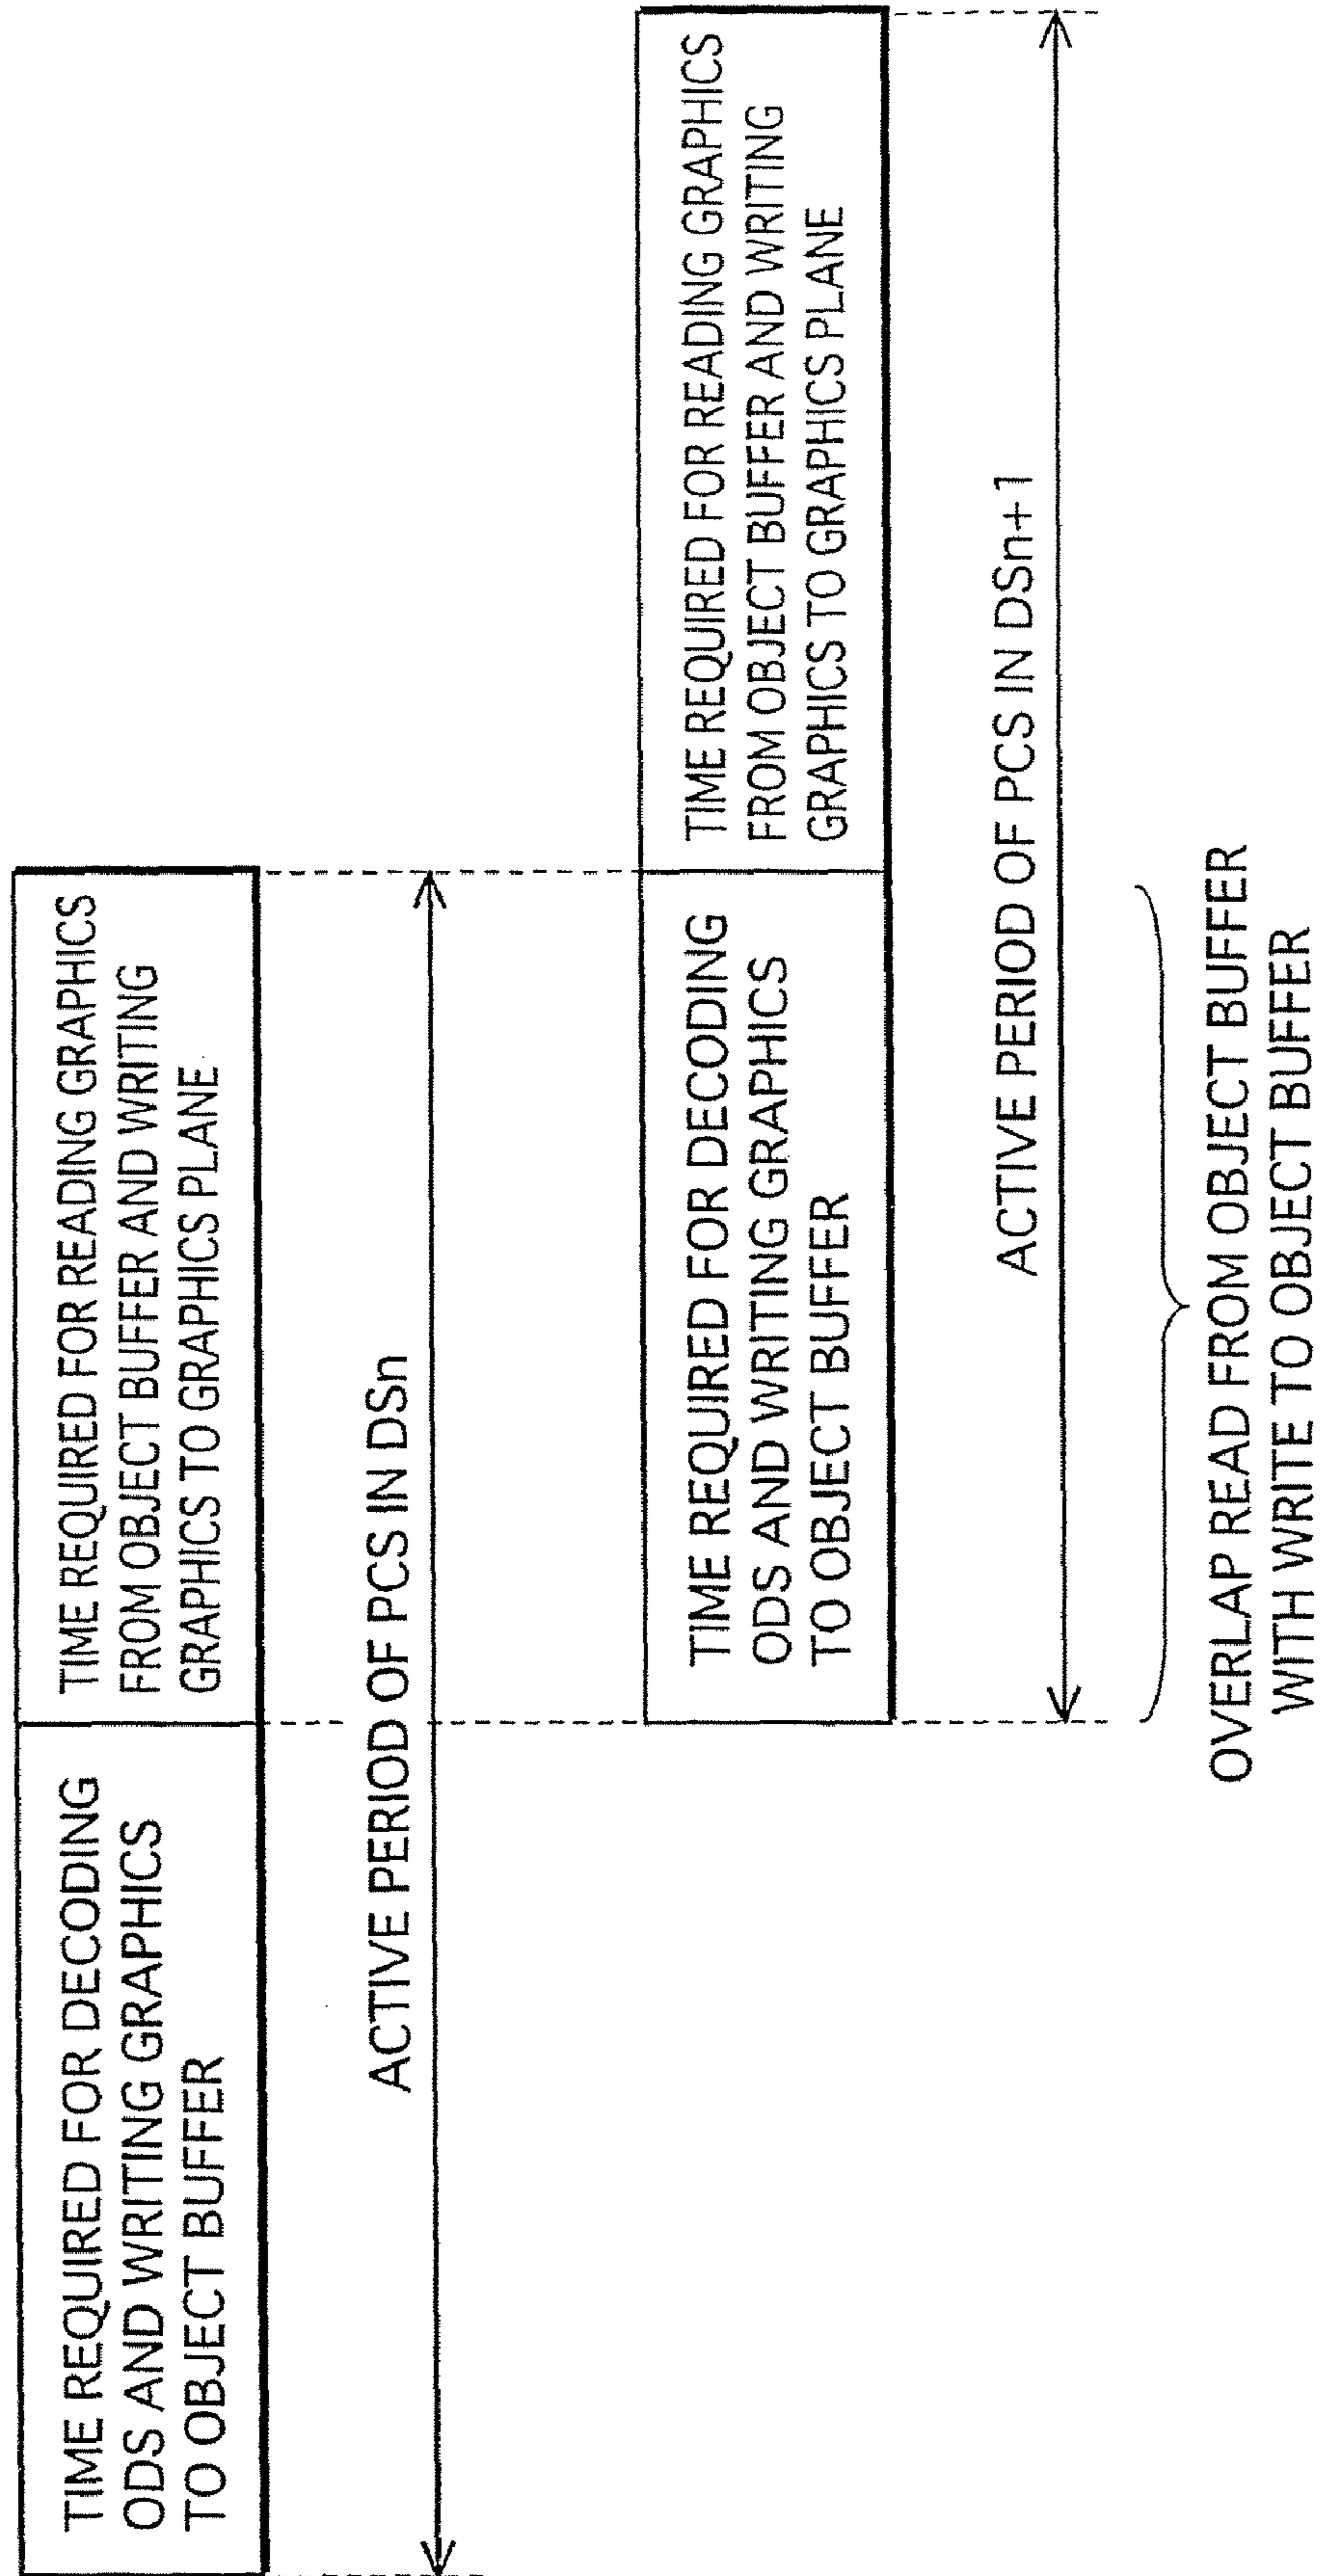 TIME REQUIRED FOR DECODING
ODS AND WRITING GRAPHICS
TO OBJECT BUFFER
TIME REQUIRED FOR READING GRAPHICS
FROM OBJECT BUFFER AND WRITING
GRAPHICS TO GRAPHICS PLANE
ACTIVE PERIOD OF PCS IN DSn
TIME REQUIRED FOR DECODING
ODS AND WRITING GRAPHICS
TO OBJECT BUFFER
TIME REQUIRED FOR READING GRAPHICS
FROM OBJECT BUFFER AND WRITING
GRAPHICS TO GRAPHICS PLANE
ACTIVE PERIOD OF PCS IN DSn+1
OVERLAP READ FROM OBJECT BUFFER
WITH WRITE TO OBJECT BUFFER